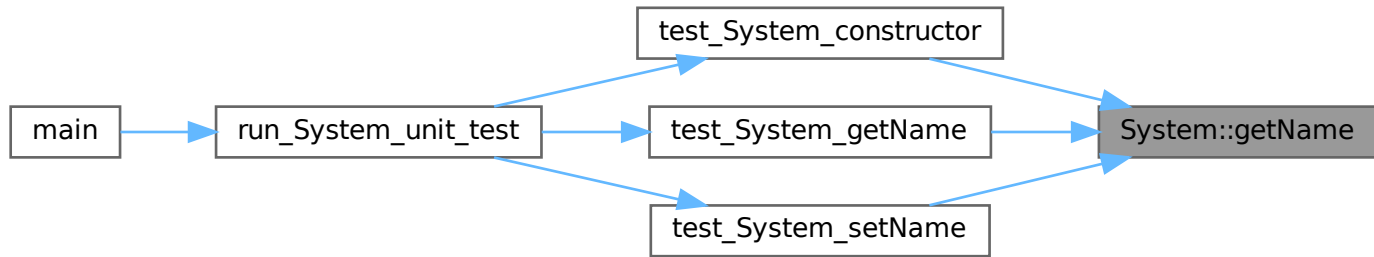 main
run_System_unit_test
test_System_constructor
test_System_getName
test_System_setName
System::getName